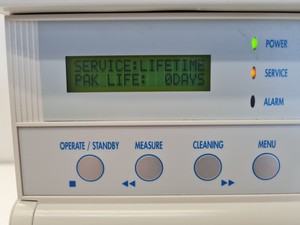 SERVICE:LIFETIME
PAK LIFE: 0DAYS
POWER
SERVICE
ALARM
OPERATE / STANDBY
MEASURE
CLEANING
MENU